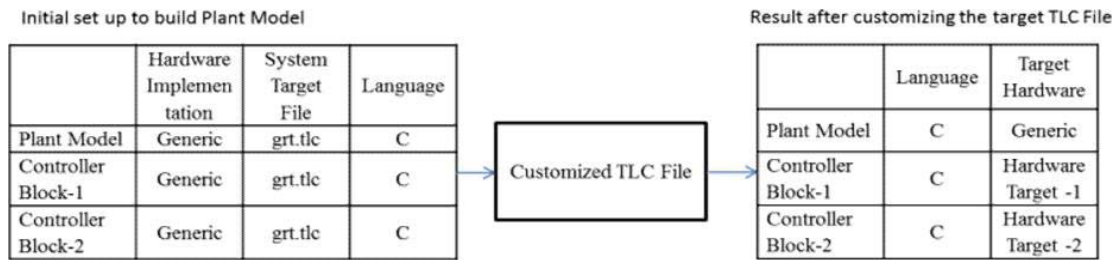 Initial set up to build Plant Model
Hardware Implemen tation System Target File Language
Plant Model Generic grt.tlc C
Controller Block-1 Generic grt.tlc C
Controller Block-2 Generic grt.tlc C
Customized TLC File
Result after customizing the target TLC File
Language Target Hardware
Plant Model C Generic
Controller Block-1 C Hardware Target -1
Controller Block-2 C Hardware Target -2